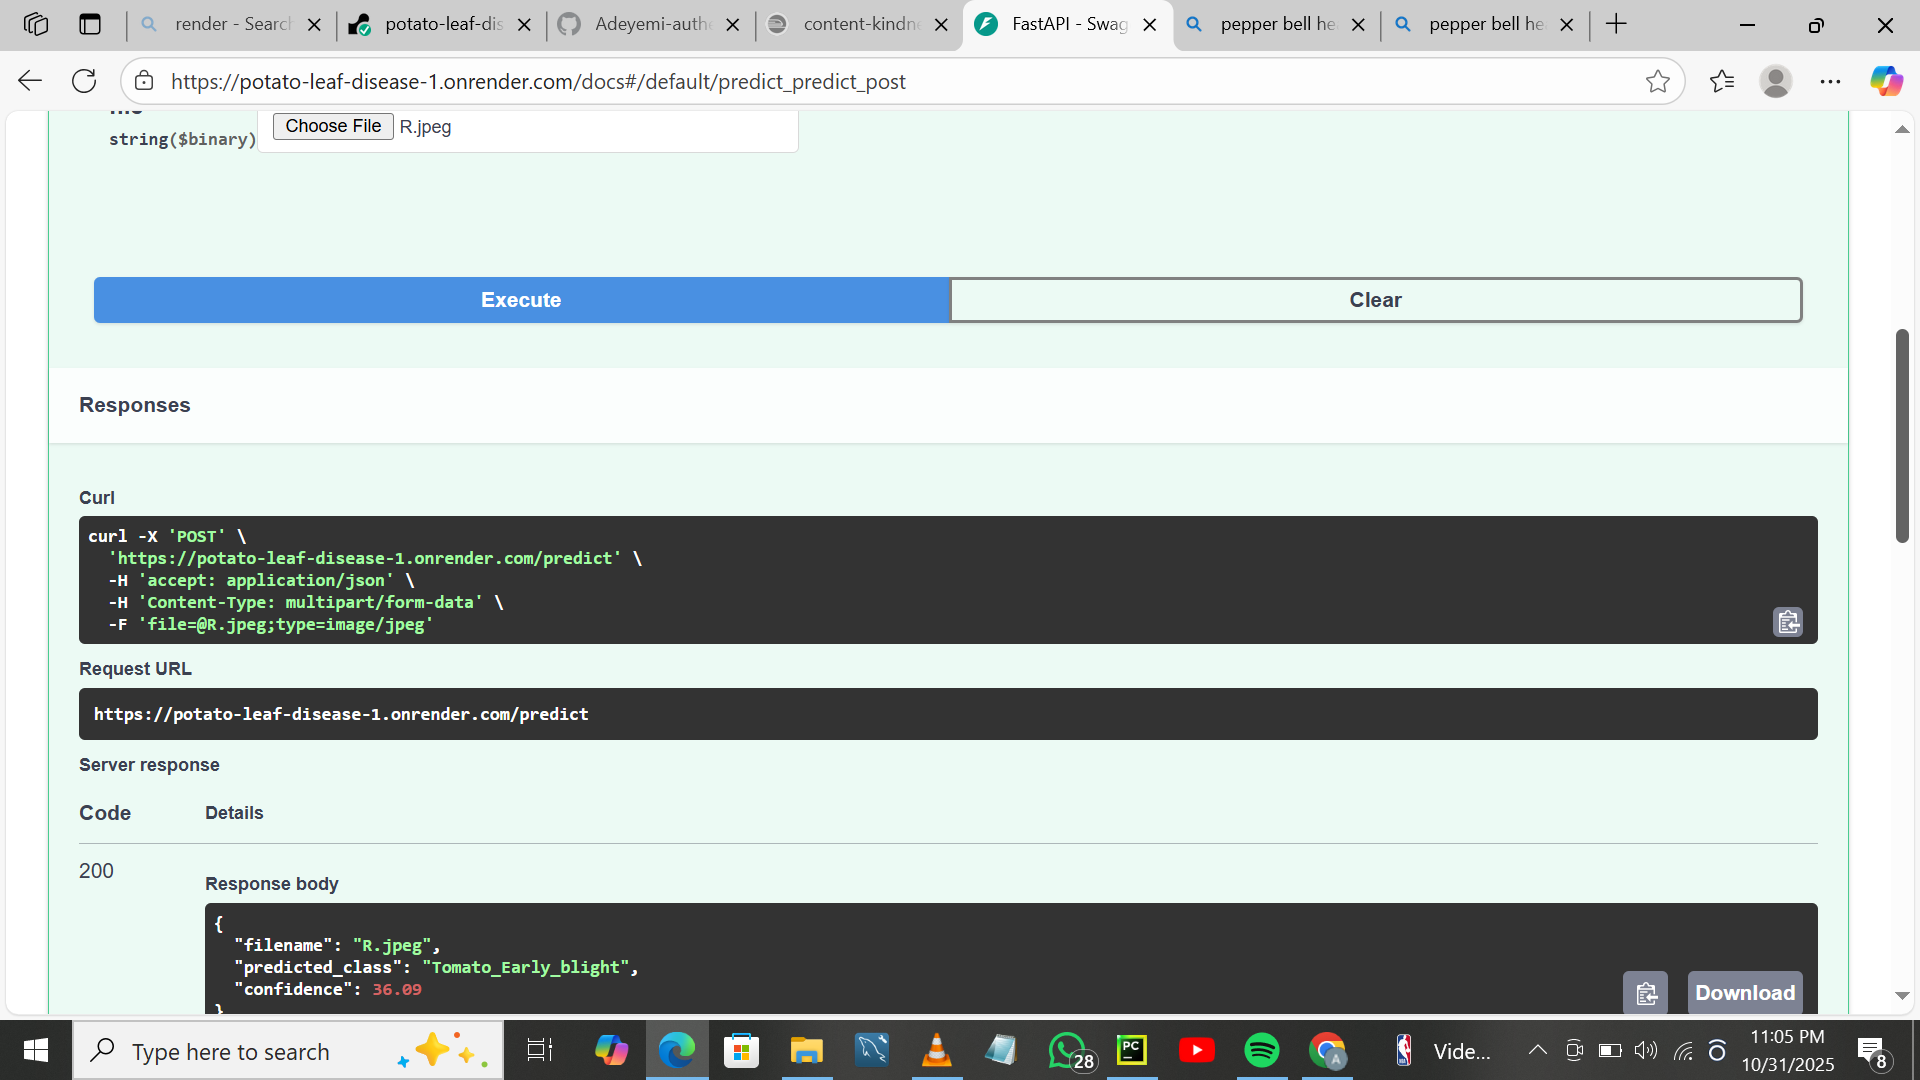 render - Search
potato-leaf-dis
Adeyemi-auth
content-kindn
FastAPI - Swag
pepper bell he
pepper bell he
https://potato-leaf-disease-1.onrender.com/docs#/default/predict_predict_post
string($binary)
Choose File R.jpeg
Execute
Clear
Responses
Curl
curl -X 'POST' \
'https://potato-leaf-disease-1.onrender.com/predict' \
-H 'accept: application/json' \
-H 'Content-Type: multipart/form-data' \
-F 'file=@R.jpeg;type=image/jpeg'
Request URL
https://potato-leaf-disease-1.onrender.com/predict
Server response
Code Details
200
Response body
{
"filename": "R.jpeg",
"predicted_class": "Tomato_Early_blight",
"confidence": 36.09
}
Download
Type here to search
28
PC
A
Vide...
11:05 PM
10/31/2025
8